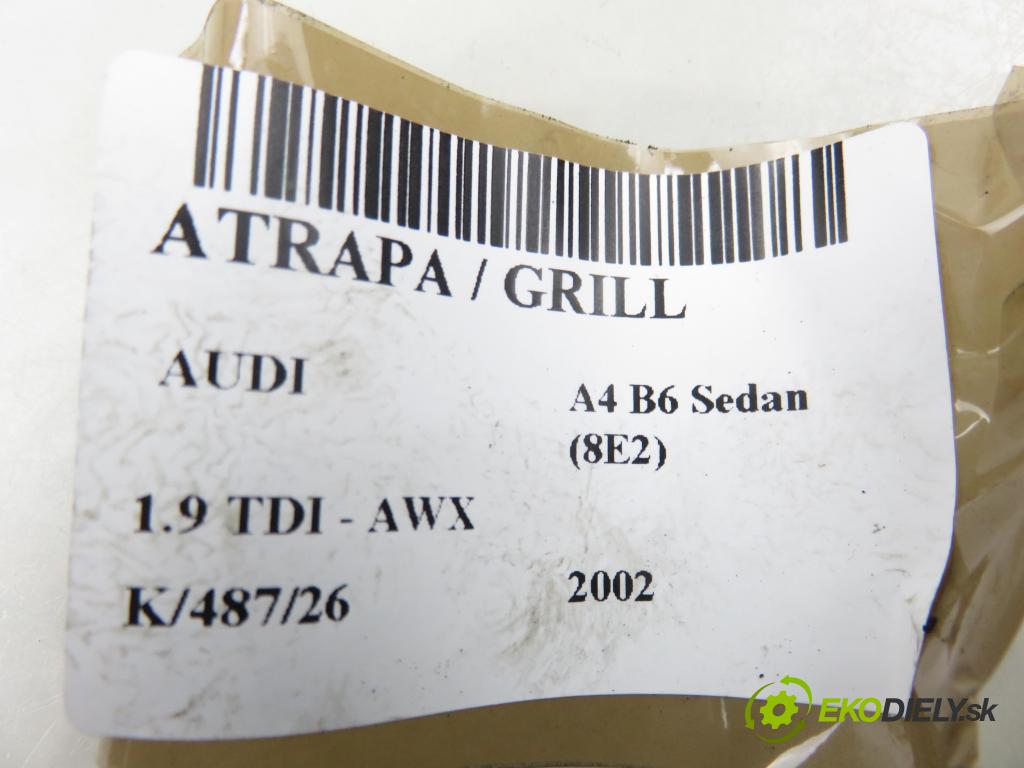 ATRAPA / GRILL
AUDI
A4 B6 Sedan
(8E2)
1.9 TDI - AWX
K/487/26
2002
EKODIELY.sk